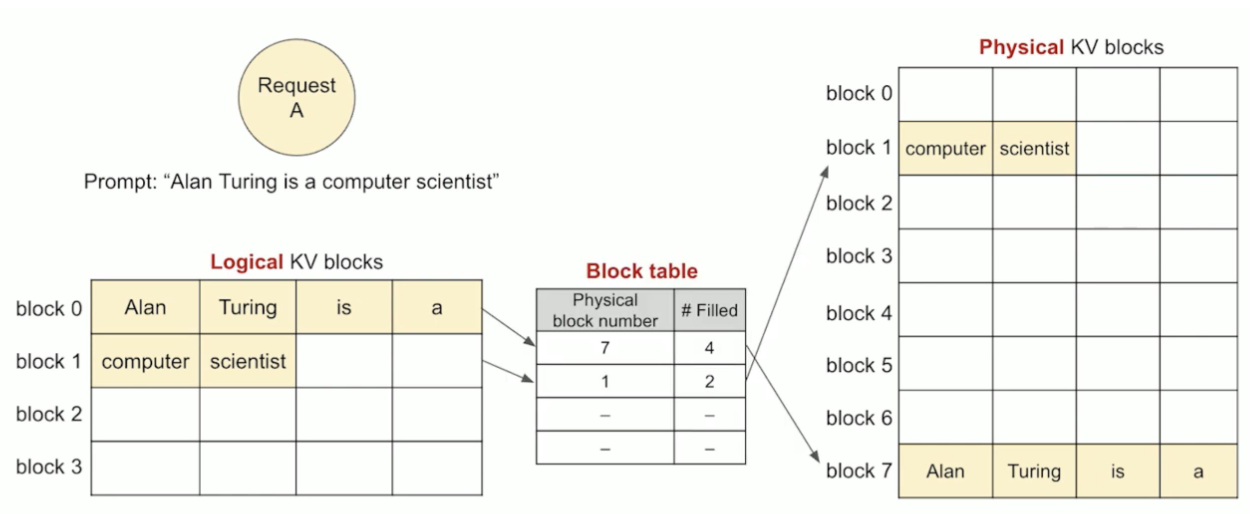 Request
A
Prompt: “Alan Turing is a computer scientist”
Logical KV blocks
block 0 Alan Turing is a
block 1 computer scientist
block 2
block 3
Block table
Physical block number # Filled
7 4
1 2
– –
– –
Physical KV blocks
block 0
block 1 computer scientist
block 2
block 3
block 4
block 5
block 6
block 7 Alan Turing is a